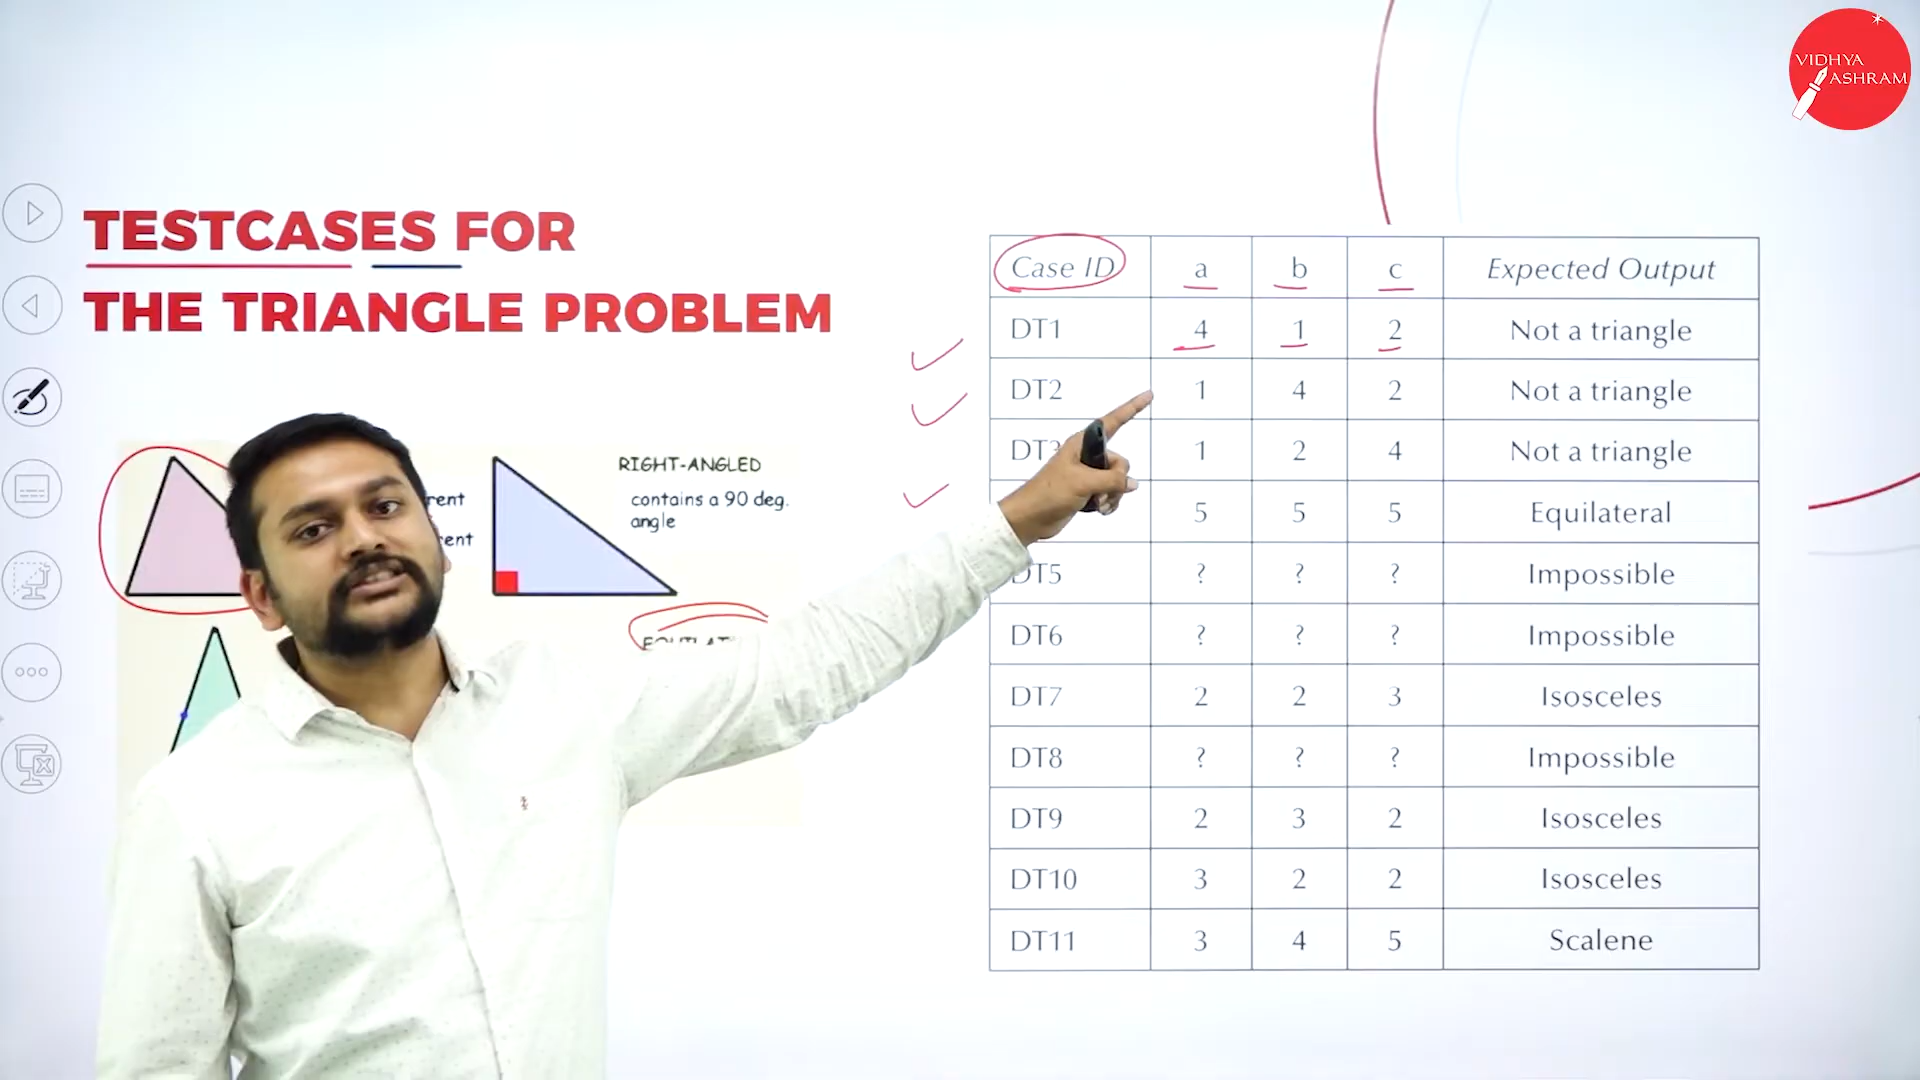 VIDHYA
ASHRAM
TESTCASES FOR
THE TRIANGLE PROBLEM
RIGHT-ANGLED
contains a 90 deg.
angle
Case ID a b c Expected Output
DT1 4 1 2 Not a triangle
DT2 1 4 2 Not a triangle
DT3 1 2 4 Not a triangle
5 5 5 Equilateral
DT5 ? ? ? Impossible
DT6 ? ? ? Impossible
DT7 2 2 3 Isosceles
DT8 ? ? ? Impossible
DT9 2 3 2 Isosceles
DT10 3 2 2 Isosceles
DT11 3 4 5 Scalene